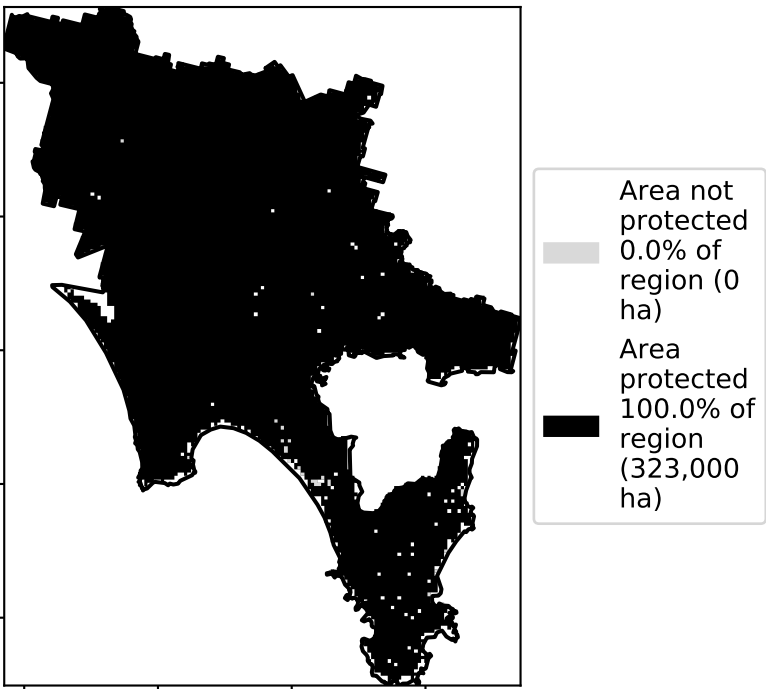 Area not
protected
0.0% of
region (0
ha)
Area
protected
100.0% of
region
(323,000
ha)